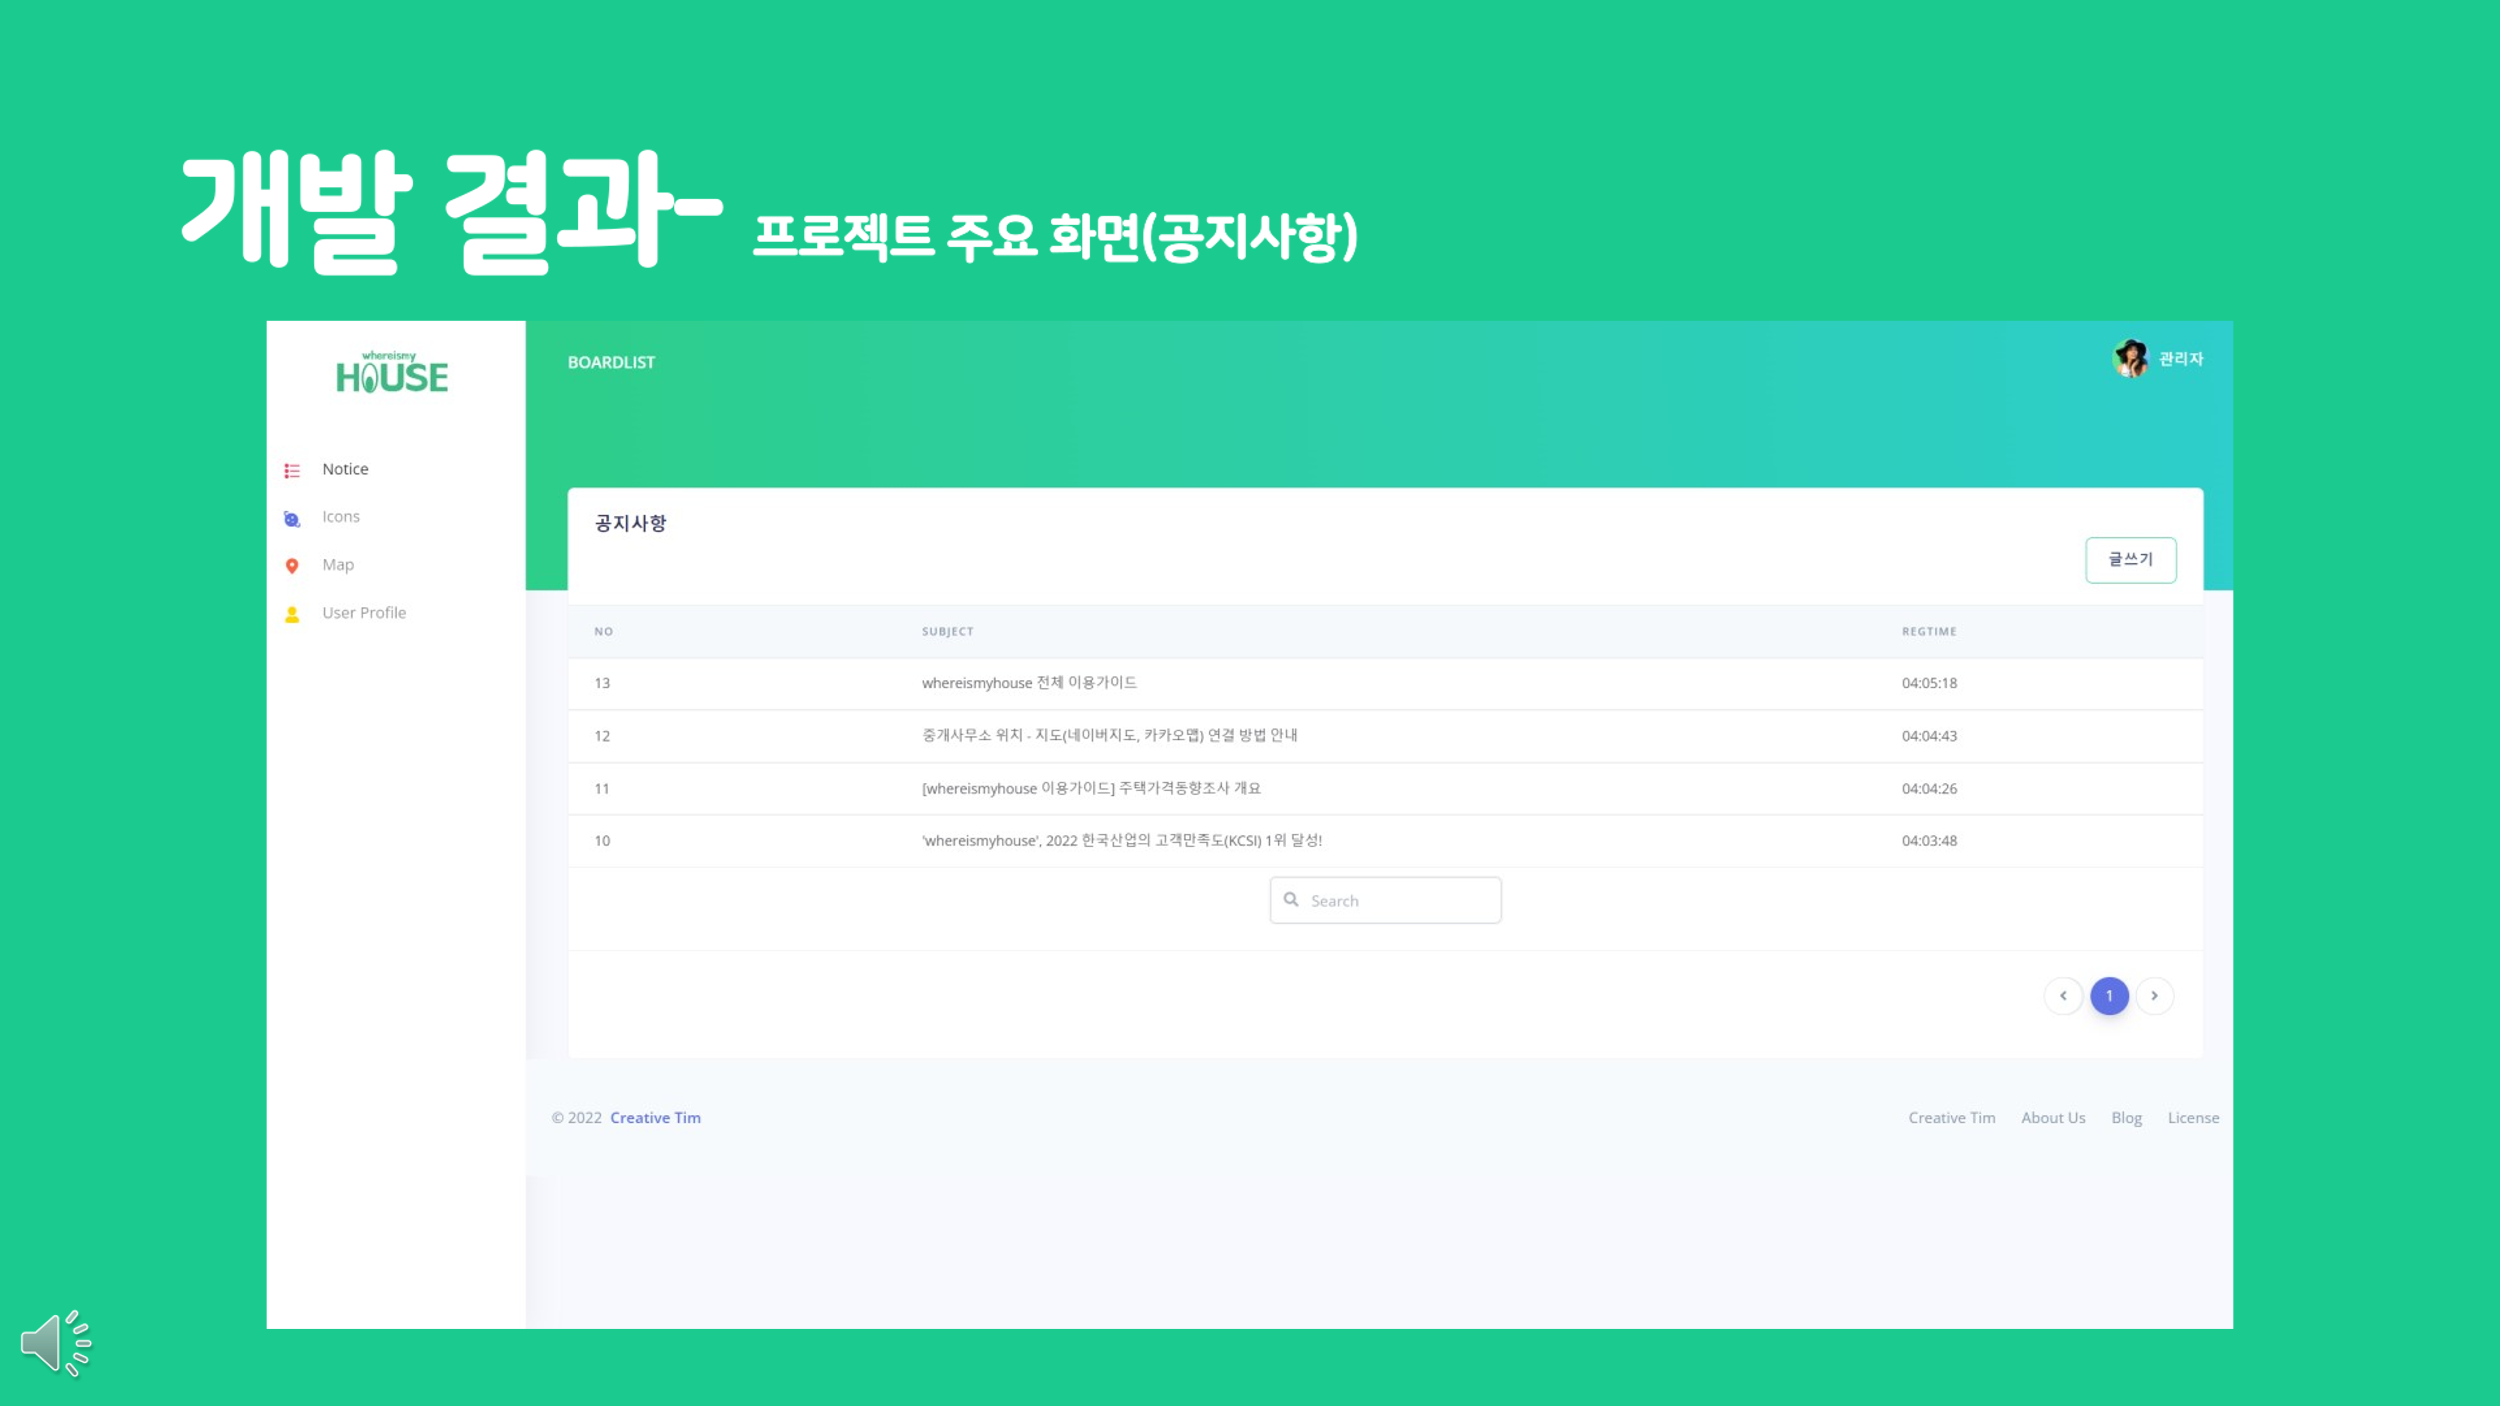 개발 결과- 프로젝트 주요 화면(공지사항)
whereismy
HOUSE
BOARDLIST
관리자
Notice
Icons
Map
User Profile
공지사항
글쓰기
NO SUBJECT REGTIME
13 whereismyhouse 전체 이용가이드 04:05:18
12 중개사무소 위치 - 지도(네이버지도, 카카오맵) 연결 방법 안내 04:04:43
11 [whereismyhouse 이용가이드] 주택가격동향조사 개요 04:04:26
10 'whereismyhouse', 2022 한국산업의 고객만족도(KCSI) 1위 달성! 04:03:48
Search
1
© 2022 Creative Tim
Creative Tim About Us Blog License